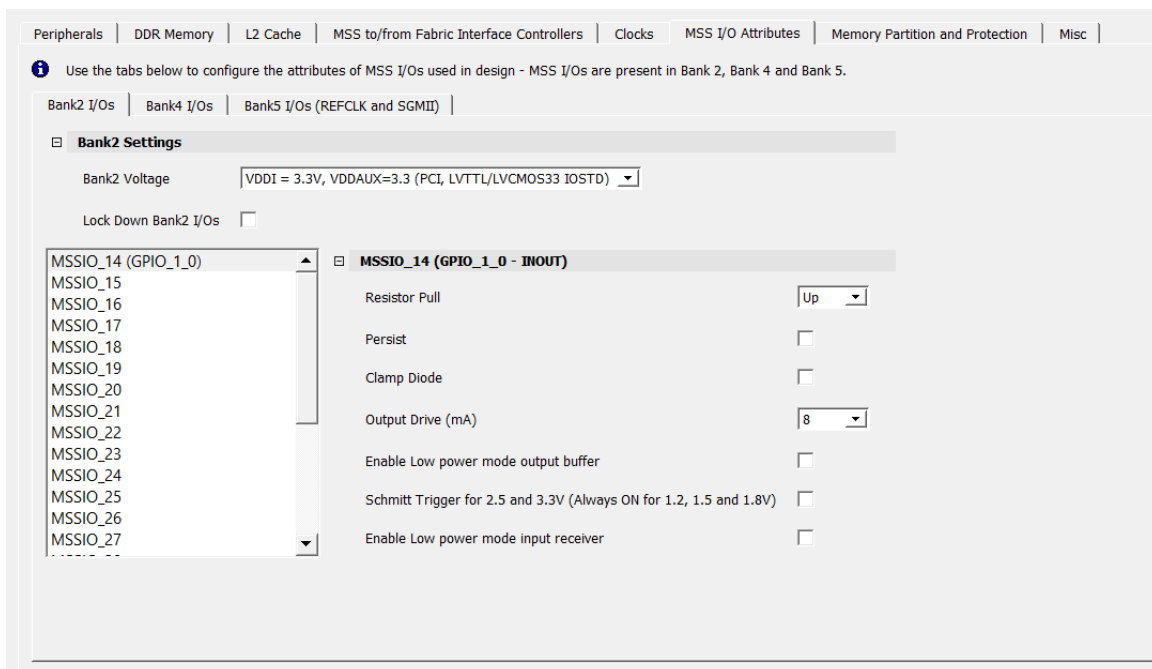 Peripherals DDR Memory L2 Cache MSS to/from Fabric Interface Controllers Clocks MSS I/O Attributes Memory Partition and Protection Misc
Use the tabs below to configure the attributes of MSS I/Os used in design - MSS I/Os are present in Bank 2, Bank 4 and Bank 5.
Bank2 I/Os Bank4 I/Os Bank5 I/Os (REFCLK and SGMII)
Bank2 Settings
Bank2 Voltage VDDI = 3.3V, VDDAUX=3.3 (PCI, LVTTL/LVCMOS33 IOSTD)
Lock Down Bank2 I/Os
MSSIO_14 (GPIO_1_0)
MSSIO_15
MSSIO_16
MSSIO_17
MSSIO_18
MSSIO_19
MSSIO_20
MSSIO_21
MSSIO_22
MSSIO_23
MSSIO_24
MSSIO_25
MSSIO_26
MSSIO_27
MSSIO_14 (GPIO_1_0 - INOUT)
Resistor Pull Up
Persist
Clamp Diode
Output Drive (mA) 8
Enable Low power mode output buffer
Schmitt Trigger for 2.5 and 3.3V (Always ON for 1.2, 1.5 and 1.8V)
Enable Low power mode input receiver